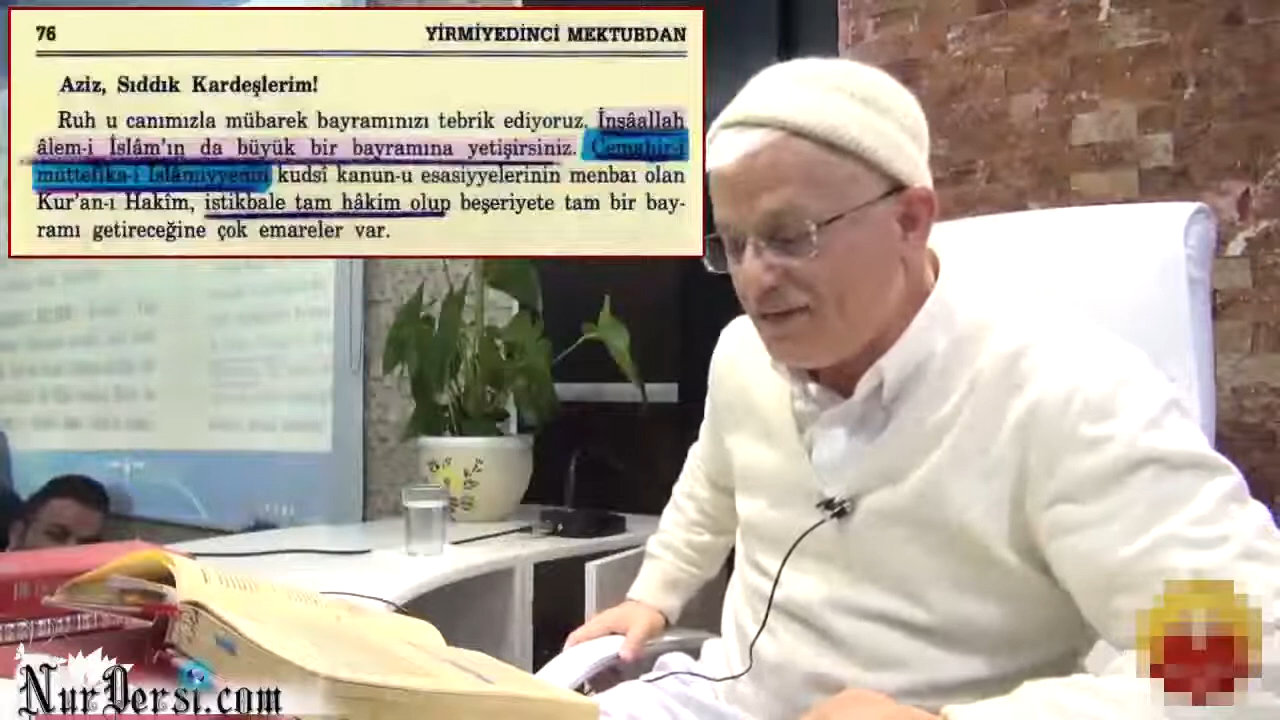 76 YİRMİYEDİNCİ MEKTUBDAN
Aziz, Sıddık Kardeşlerim!
Ruh u canımızla mübarek bayramınızı tebrik ediyoruz. İnşâallah
âlem-i İslâm'ın da büyük bir bayramına yetişirsiniz. Cemahir-i
müttefika-i İslâmiyyenin kudsî kanun-u esasiyyelerinin menbaı olan
Kur'an-ı Hakîm, istikbale tam hâkim olup beşeriyete tam bir bay-
ramı getireceğine çok emareler var.
NurDersi.com